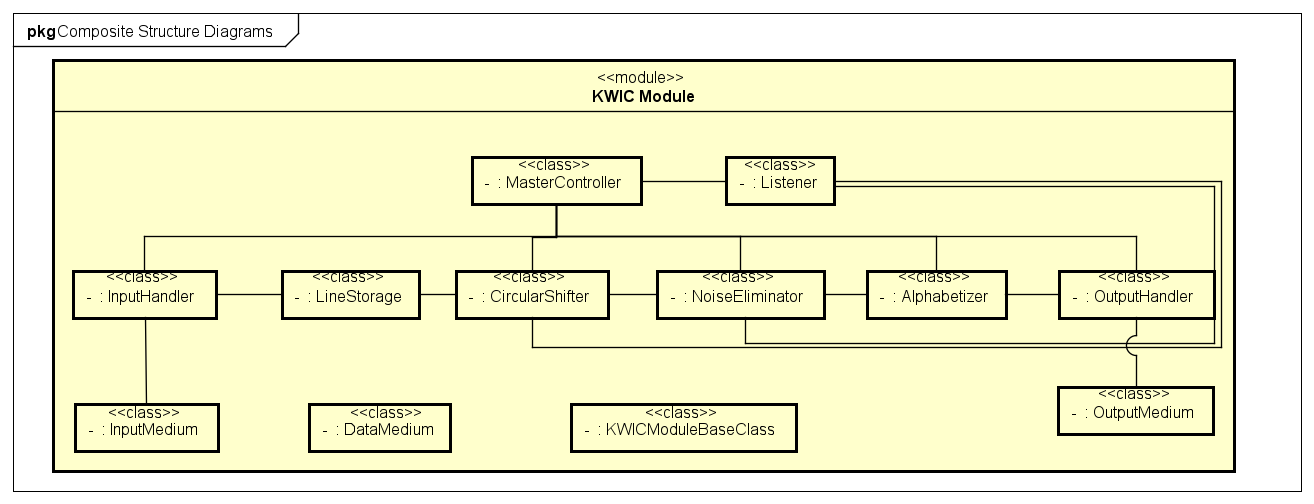 pkg Composite Structure Diagrams
<<module>>
KWIC Module
<<class>>
- : MasterController
<<class>>
- : Listener
<<class>>
- : InputHandler
<<class>>
- : LineStorage
<<class>>
- : CircularShifter
<<class>>
- : NoiseEliminator
<<class>>
- : Alphabetizer
<<class>>
- : OutputHandler
<<class>>
- : InputMedium
<<class>>
- : DataMedium
<<class>>
- : KWICModuleBaseClass
<<class>>
- : OutputMedium